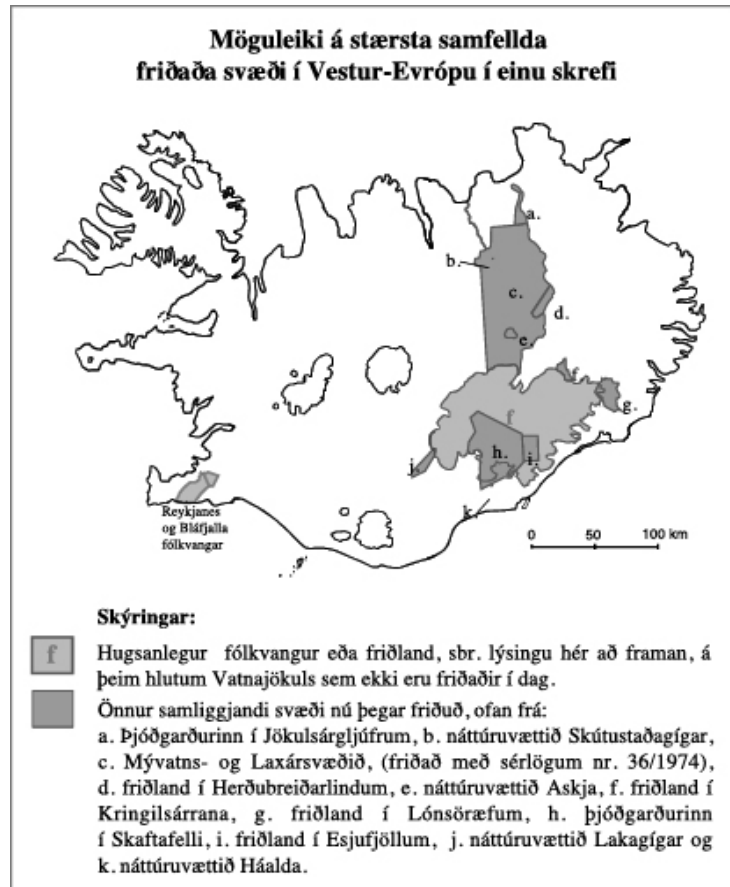 Möguleiki á stærsta samfellda
friðaða svæði í Vestur-Evrópu í einu skrefi
a.
b.
c.
d.
e.
f
f
g.
h.
i.
j.
k.
Reykjanes
og Bláfjalla
fólkvangar
0 50 100 km
Skýringar:
f
Hugsanlegur fólkvangur eða friðland, sbr. lýsingu hér að framan, á
þeim hlutum Vatnajökuls sem ekki eru friðaðir í dag.
Önnur samliggjandi svæði nú þegar friðuð, ofan frá:
a. Þjóðgarðurinn í Jökulsárgljúfrum, b. náttúruvættið Skútustaðagígar,
c. Mývatns- og Laxársvæðið, (friðað með sérlögum nr. 36/1974),
d. friðland í Herðubreiðarlindum, e. náttúruvættið Askja, f. friðland í
Kringilsárrana, g. friðland í Lónsöræfum, h. þjóðgarðurinn
í Skaftafelli, i. friðland í Esjufjöllum, j. náttúruvættið Lakagígar og
k. náttúruvættið Háalda.